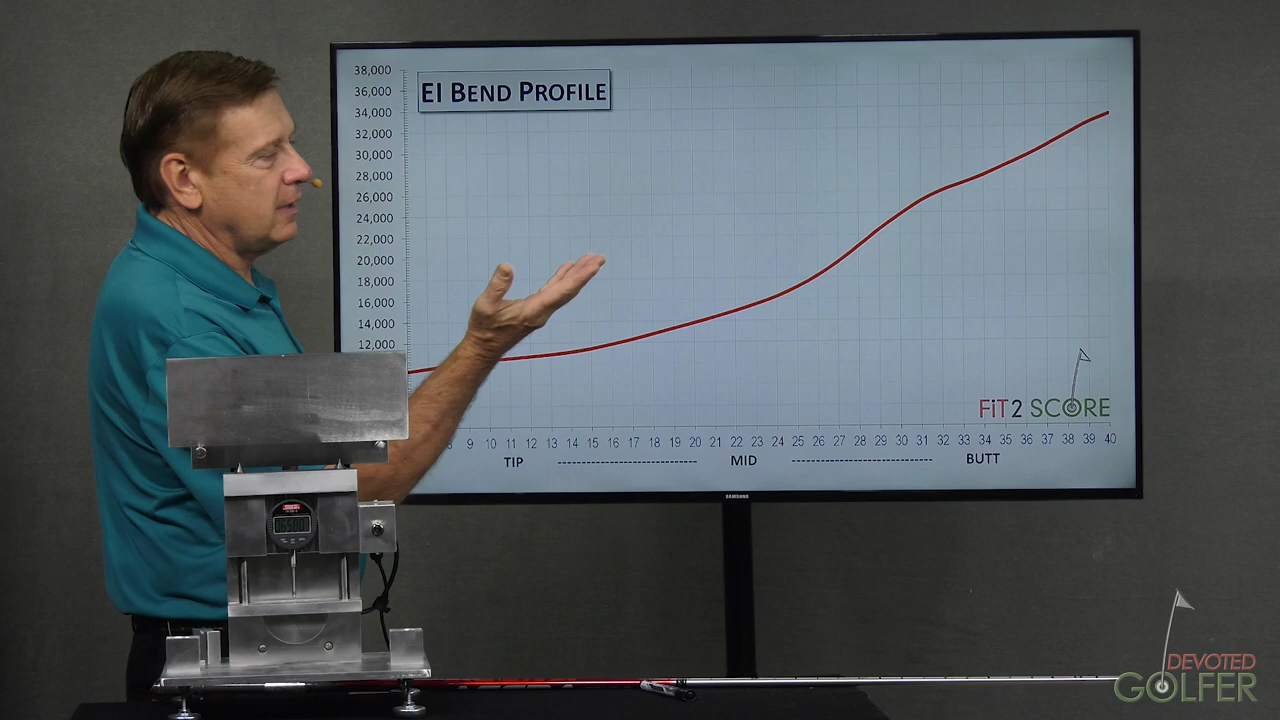 38,000
36,000
34,000
32,000
30,000
28,000
26,000
24,000
22,000
20,000
18,000
16,000
14,000
12,000
EI BEND PROFILE
FiT 2 SCORE
8 9 10 11 12 13 14 15 16 17 18 19 20 21 22 23 24 25 26 27 28 29 30 31 32 33 34 35 36 37 38 39 40
TIP MID BUTT
SAMSUNG
DEVOTED
GOLFER